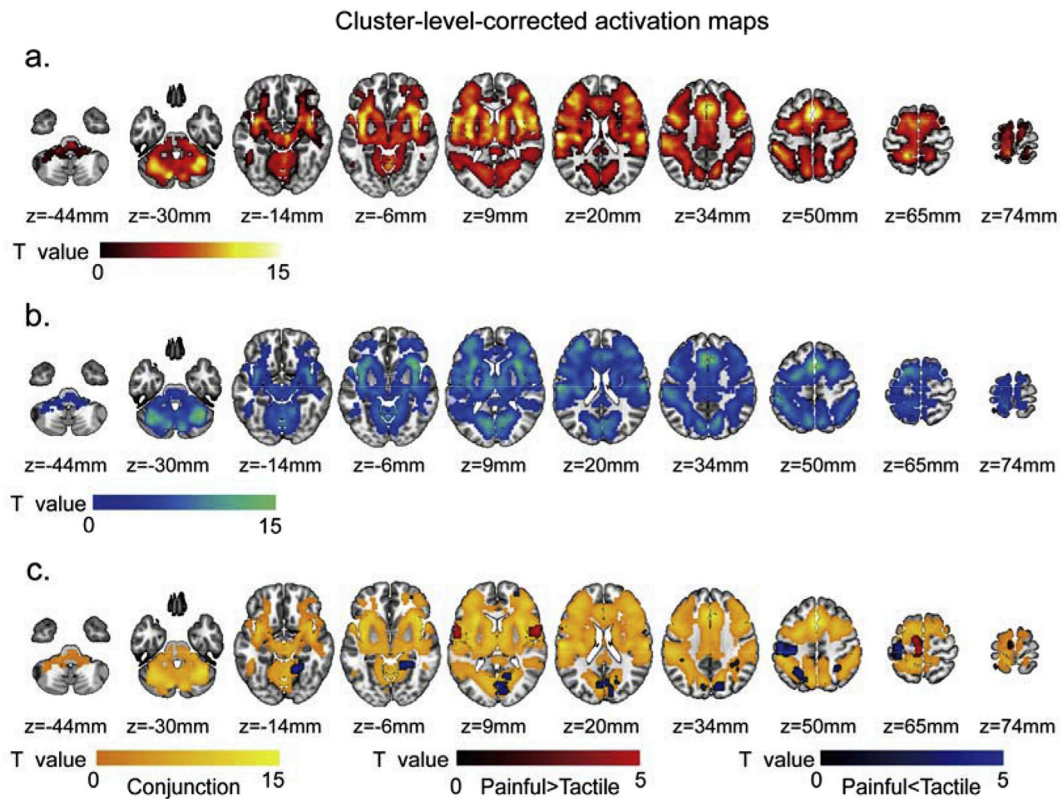 Cluster-level-corrected activation maps
a.
z=-44mm z=-30mm z=-14mm z=-6mm z=9mm z=20mm z=34mm z=50mm z=65mm z=74mm
T value
0 15
b.
z=-44mm z=-30mm z=-14mm z=-6mm z=9mm z=20mm z=34mm z=50mm z=65mm z=74mm
T value
0 15
c.
z=-44mm z=-30mm z=-14mm z=-6mm z=9mm z=20mm z=34mm z=50mm z=65mm z=74mm
T value T value T value
0 Conjunction 15 0 Painful>Tactile 5 0 Painful<Tactile 5